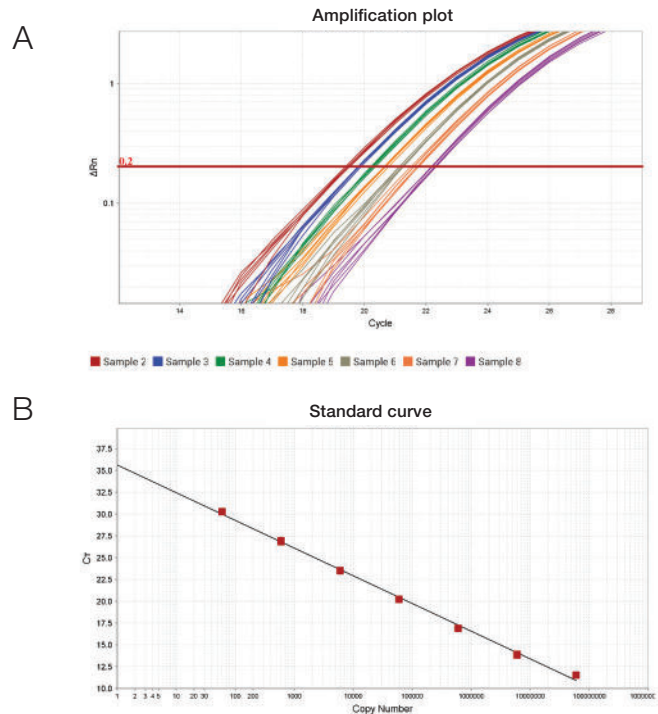 A
Amplification plot
1
0.2
0.1
ΔRn
14 16 18 20 22 24 26 28
Cycle
Sample 2 Sample 3 Sample 4 Sample 5 Sample 6 Sample 7 Sample 8
B
Standard curve
37.5
35.0
32.5
30.0
27.5
25.0
22.5
20.0
17.5
15.0
12.5
10.0
Cт
1 2 3 4 5 10 20 30 100 200 1000 10000 100000 1000000 10000000 100000000
Copy Number